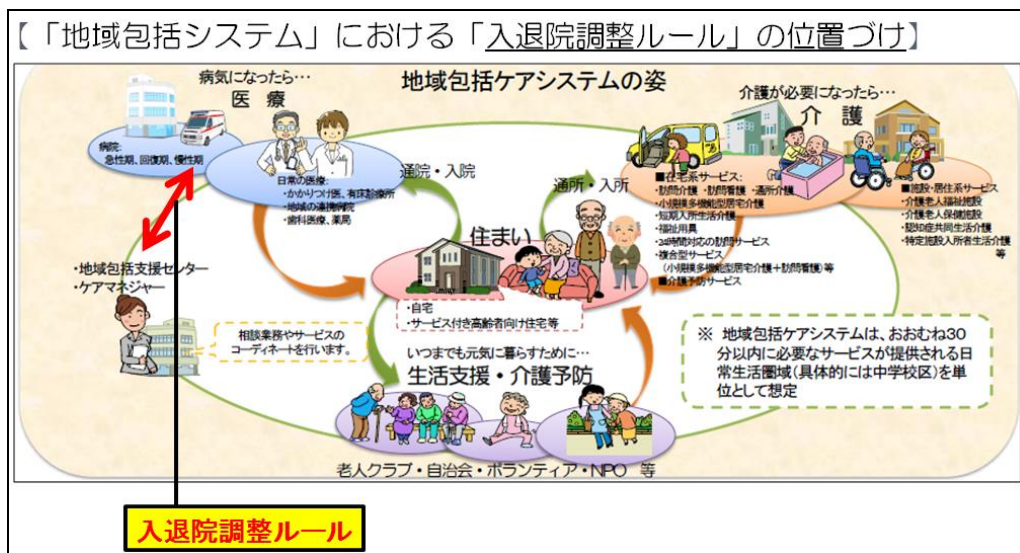 【「地域包括システム」における「入退院調整ルール」の位置づけ】
地域包括ケアシステムの姿
病気になったら…
医 療
病院:
急性期、回復期、慢性期
日常の医療:
・かかりつけ医、有床診療所
・地域の連携病院
・歯科医療、薬局
通院・入院
通所・入所
介護が必要になったら…
介 護
■在宅系サービス:
・訪問介護 ・訪問看護 ・通所介護
・小規模多機能型居宅介護
・短期入所生活介護
・福祉用具
・24時間対応の訪問サービス
・複合型サービス
(小規模多機能型居宅介護+訪問看護)等
■介護予防サービス
■施設・居住系サービス
・介護老人福祉施設
・介護老人保健施設
・認知症共同生活介護
・特定施設入所者生活介護
等
住まい
・自宅
・サービス付き高齢者向け住宅等
・地域包括支援センター
・ケアマネジャー
相談業務やサービスの
コーディネートを行います。
いつまでも元気に暮らすために…
生活支援・介護予防
老人クラブ・自治会・ボランティア・NPO 等
※ 地域包括ケアシステムは、おおむね30
分以内に必要なサービスが提供される日
常生活圏域(具体的には中学校区)を単
位として想定
入退院調整ルール